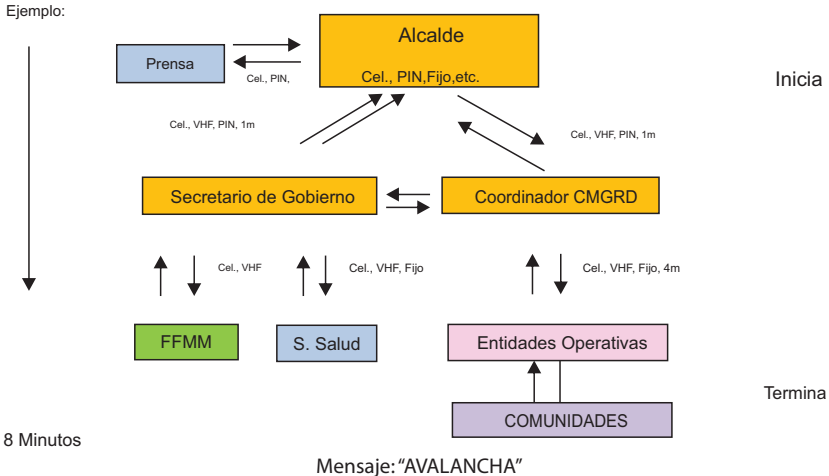 Ejemplo:
Alcalde
Prensa
Cel., PIN,
Cel., PIN,Fijo,etc.
Inicia
Cel., VHF, PIN, 1m
Cel., VHF, PIN, 1m
Secretario de Gobierno
Coordinador CMGRD
Cel., VHF
Cel., VHF, Fijo
Cel., VHF, Fijo, 4m
FFMM
S. Salud
Entidades Operativas
Termina
COMUNIDADES
8 Minutos
Mensaje: “AVALANCHA”